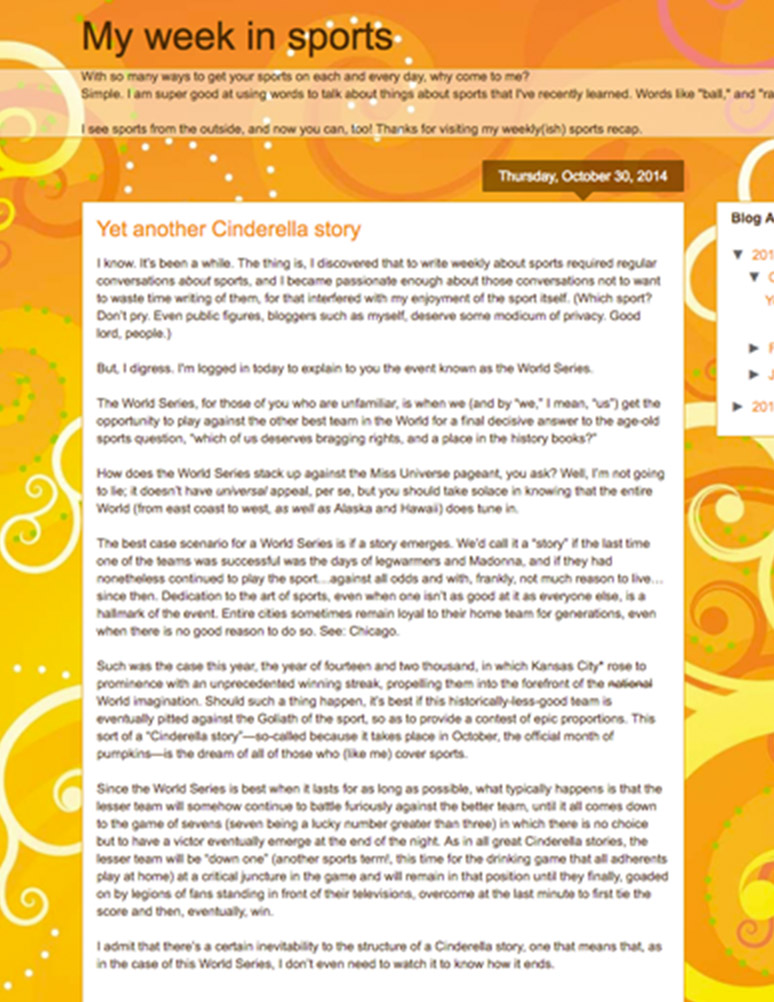 My week in sports
With so many ways to get your sports on each and every day, why come to me?
Simple. I am super good at using words to talk about things about sports that I've recently learned. Words like "ball," and "ra
I see sports from the outside, and now you can, too! Thanks for visiting my weekly(ish) sports recap.
Thursday, October 30, 2014
Yet another Cinderella story
I know. It's been a while. The thing is, I discovered that to write weekly about sports required regular
conversations about sports, and I became passionate enough about those conversations not to want
to waste time writing of them, for that interfered with my enjoyment of the sport itself. (Which sport?
Don't pry. Even public figures, bloggers such as myself, deserve some modicum of privacy. Good
lord, people.)
But, I digress. I'm logged in today to explain to you the event known as the World Series.
The World Series, for those of you who are unfamiliar, is when we (and by "we," I mean, "us") get the
opportunity to play against the other best team in the World for a final decisive answer to the age-old
sports question, "which of us deserves bragging rights, and a place in the history books?"
How does the World Series stack up against the Miss Universe pageant, you ask? Well, I'm not going
to lie; it doesn't have universal appeal, per se, but you should take solace in knowing that the entire
World (from east coast to west, as well as Alaska and Hawaii) does tune in.
The best case scenario for a World Series is if a story emerges. We'd call it a "story" if the last time
one of the teams was successful was the days of legwarmers and Madonna, and if they had
nonetheless continued to play the sport...against all odds and with, frankly, not much reason to live...
since then. Dedication to the art of sports, even when one isn't as good at it as everyone else, is a
hallmark of the event. Entire cities sometimes remain loyal to their home team for generations, even
when there is no good reason to do so. See: Chicago.
Such was the case this year, the year of fourteen and two thousand, in which Kansas City* rose to
prominence with an unprecedented winning streak, propelling them into the forefront of the national
World imagination. Should such a thing happen, it's best if this historically-less-good team is
eventually pitted against the Goliath of the sport, so as to provide a contest of epic proportions. This
sort of a "Cinderella story"—so-called because it takes place in October, the official month of
pumpkins—is the dream of all of those who (like me) cover sports.
Since the World Series is best when it lasts for as long as possible, what typically happens is that the
lesser team will somehow continue to battle furiously against the better team, until it all comes down
to the game of sevens (seven being a lucky number greater than three) in which there is no choice
but to have a victor eventually emerge at the end of the night. As in all great Cinderella stories, the
lesser team will be "down one" (another sports term!, this time for the drinking game that all adherents
play at home) at a critical juncture in the game and will remain in that position until they finally, goaded
on by legions of fans standing in front of their televisions, overcome at the last minute to first tie the
score and then, eventually, win.
I admit that there's a certain inevitability to the structure of a Cinderella story, one that means that, as
in the case of this World Series, I don't even need to watch it to know how it ends.
Blog A
▼ 201
▼ O
Y
► F
► J
► 201